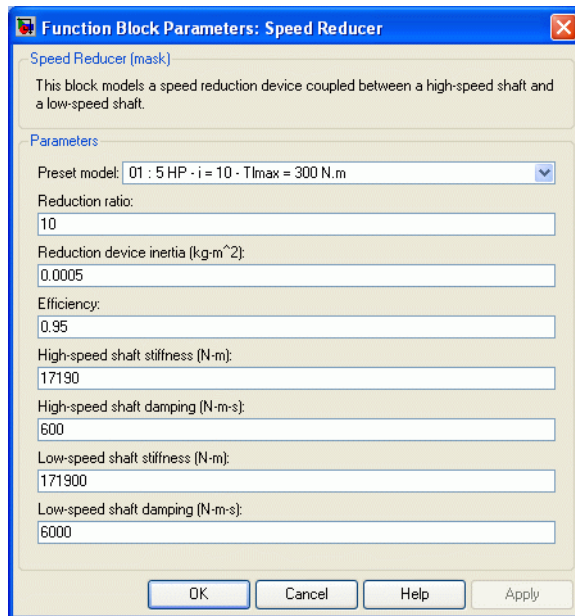 Function Block Parameters: Speed Reducer
Speed Reducer (mask)
This block models a speed reduction device coupled between a high-speed shaft and
a low-speed shaft.
Parameters
Preset model: 01 : 5 HP - i = 10 - Tlmax = 300 N.m
Reduction ratio:
10
Reduction device inertia (kg-m^2):
0.0005
Efficiency:
0.95
High-speed shaft stiffness (N-m):
17190
High-speed shaft damping (N-m-s):
600
Low-speed shaft stiffness (N-m):
171900
Low-speed shaft damping (N-m-s):
6000
OK Cancel Help Apply